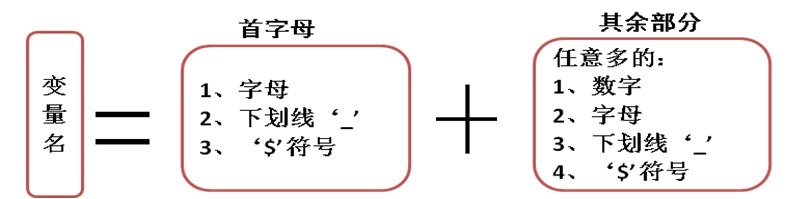 变量名
=
首字母
1、字母
2、下划线‘_’
3、‘$’符号
+
其余部分
任意多的：
1、数字
2、字母
3、下划线‘_’
4、‘$’符号